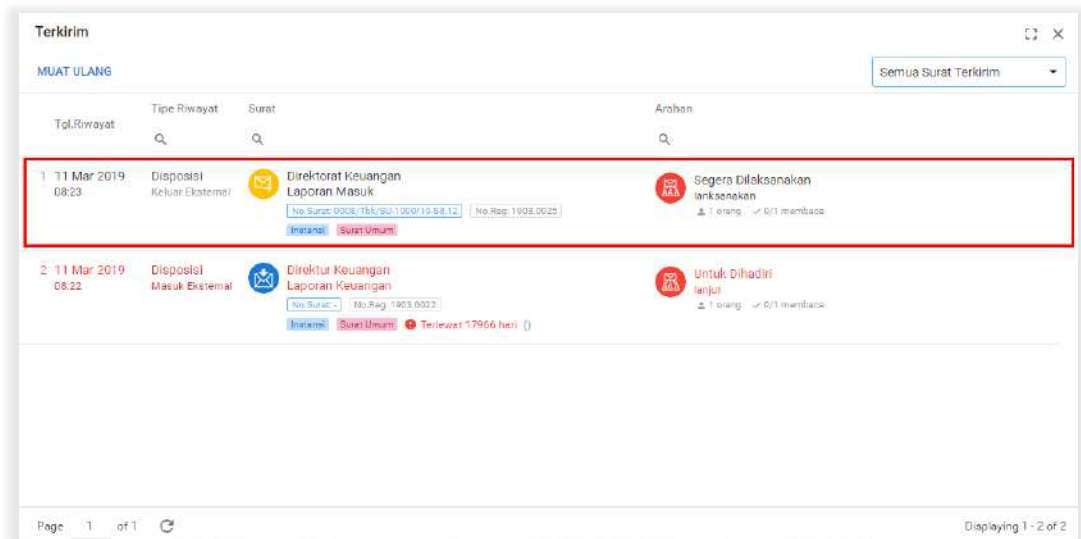 Terkirim
MUAT ULANG
Semua Surat Terkirim
Tgl.Riwayat
Tipe Riwayat
Surat
Arahan
1 11 Mar 2019
08:23
Disposisi
Keluar Eksternal
Direktorat Keuangan
Laporan Masuk
No.Surat: 0008/Tbk/SU-1000/19-S8.12
No.Reg: 1903.0025
Instansi
Surat Umum
Segera Dilaksanakan
lanksanakan
1 orang
0/1 membaca
2 11 Mar 2019
08:22
Disposisi
Masuk Eksternal
Direktur Keuangan
Laporan Keuangan
No.Surat: -
No.Reg: 1903.0022
Instansi
Surat Umum
Terlewat 17966 hari ()
Untuk Dihadiri
lanjut
1 orang
0/1 membaca
Page 1 of 1
Displaying 1 - 2 of 2